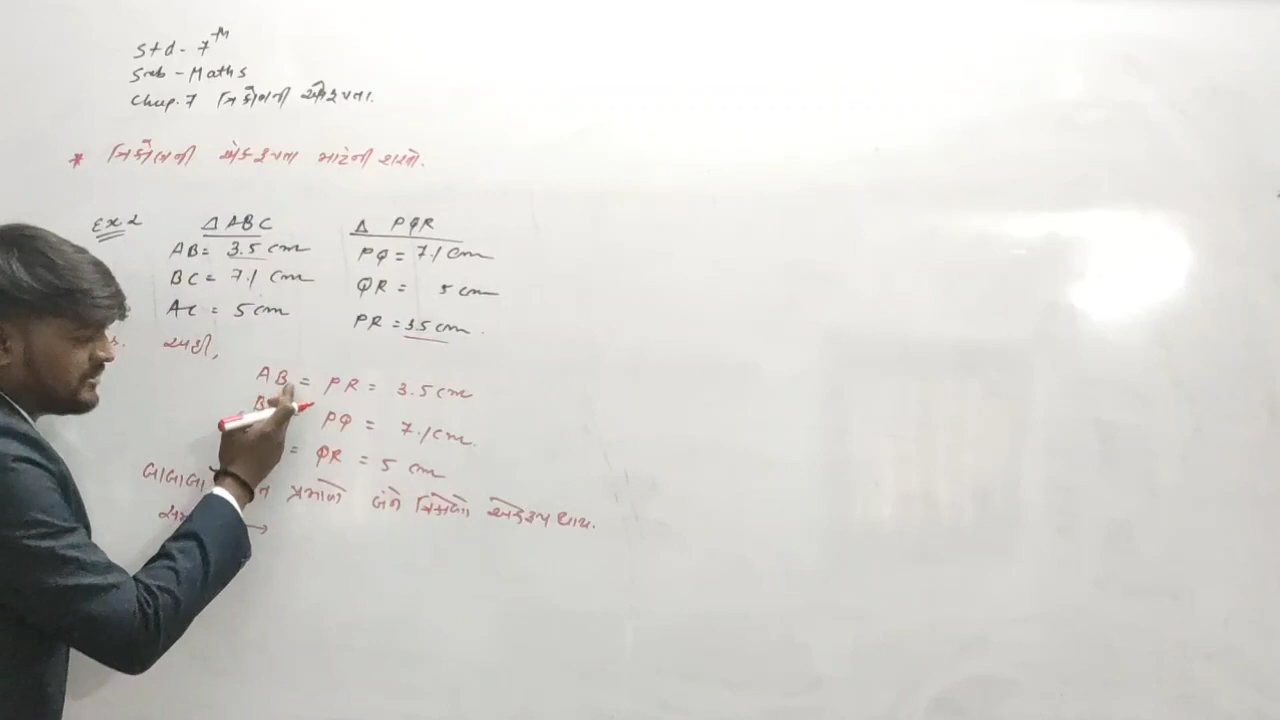 Std - 7th
Sub - Maths
Chap. 7 ત્રિકોણની એકરૂપતા.
* ત્રિકોણની એકરૂપતા માટેની શરતો.
Ex 2 Δ ABC Δ PQR
AB = 3.5 cm PQ = 7.1 cm
BC = 7.1 cm QR = 5 cm
AC = 5 cm PR = 3.5 cm.
અહી,
AB = PR = 3.5 cm
B PQ = 7.1 cm.
= QR = 5 cm
બાબાબા પ્રમાણે બંને ત્રિકોણો એકરૂપ થાય.
→